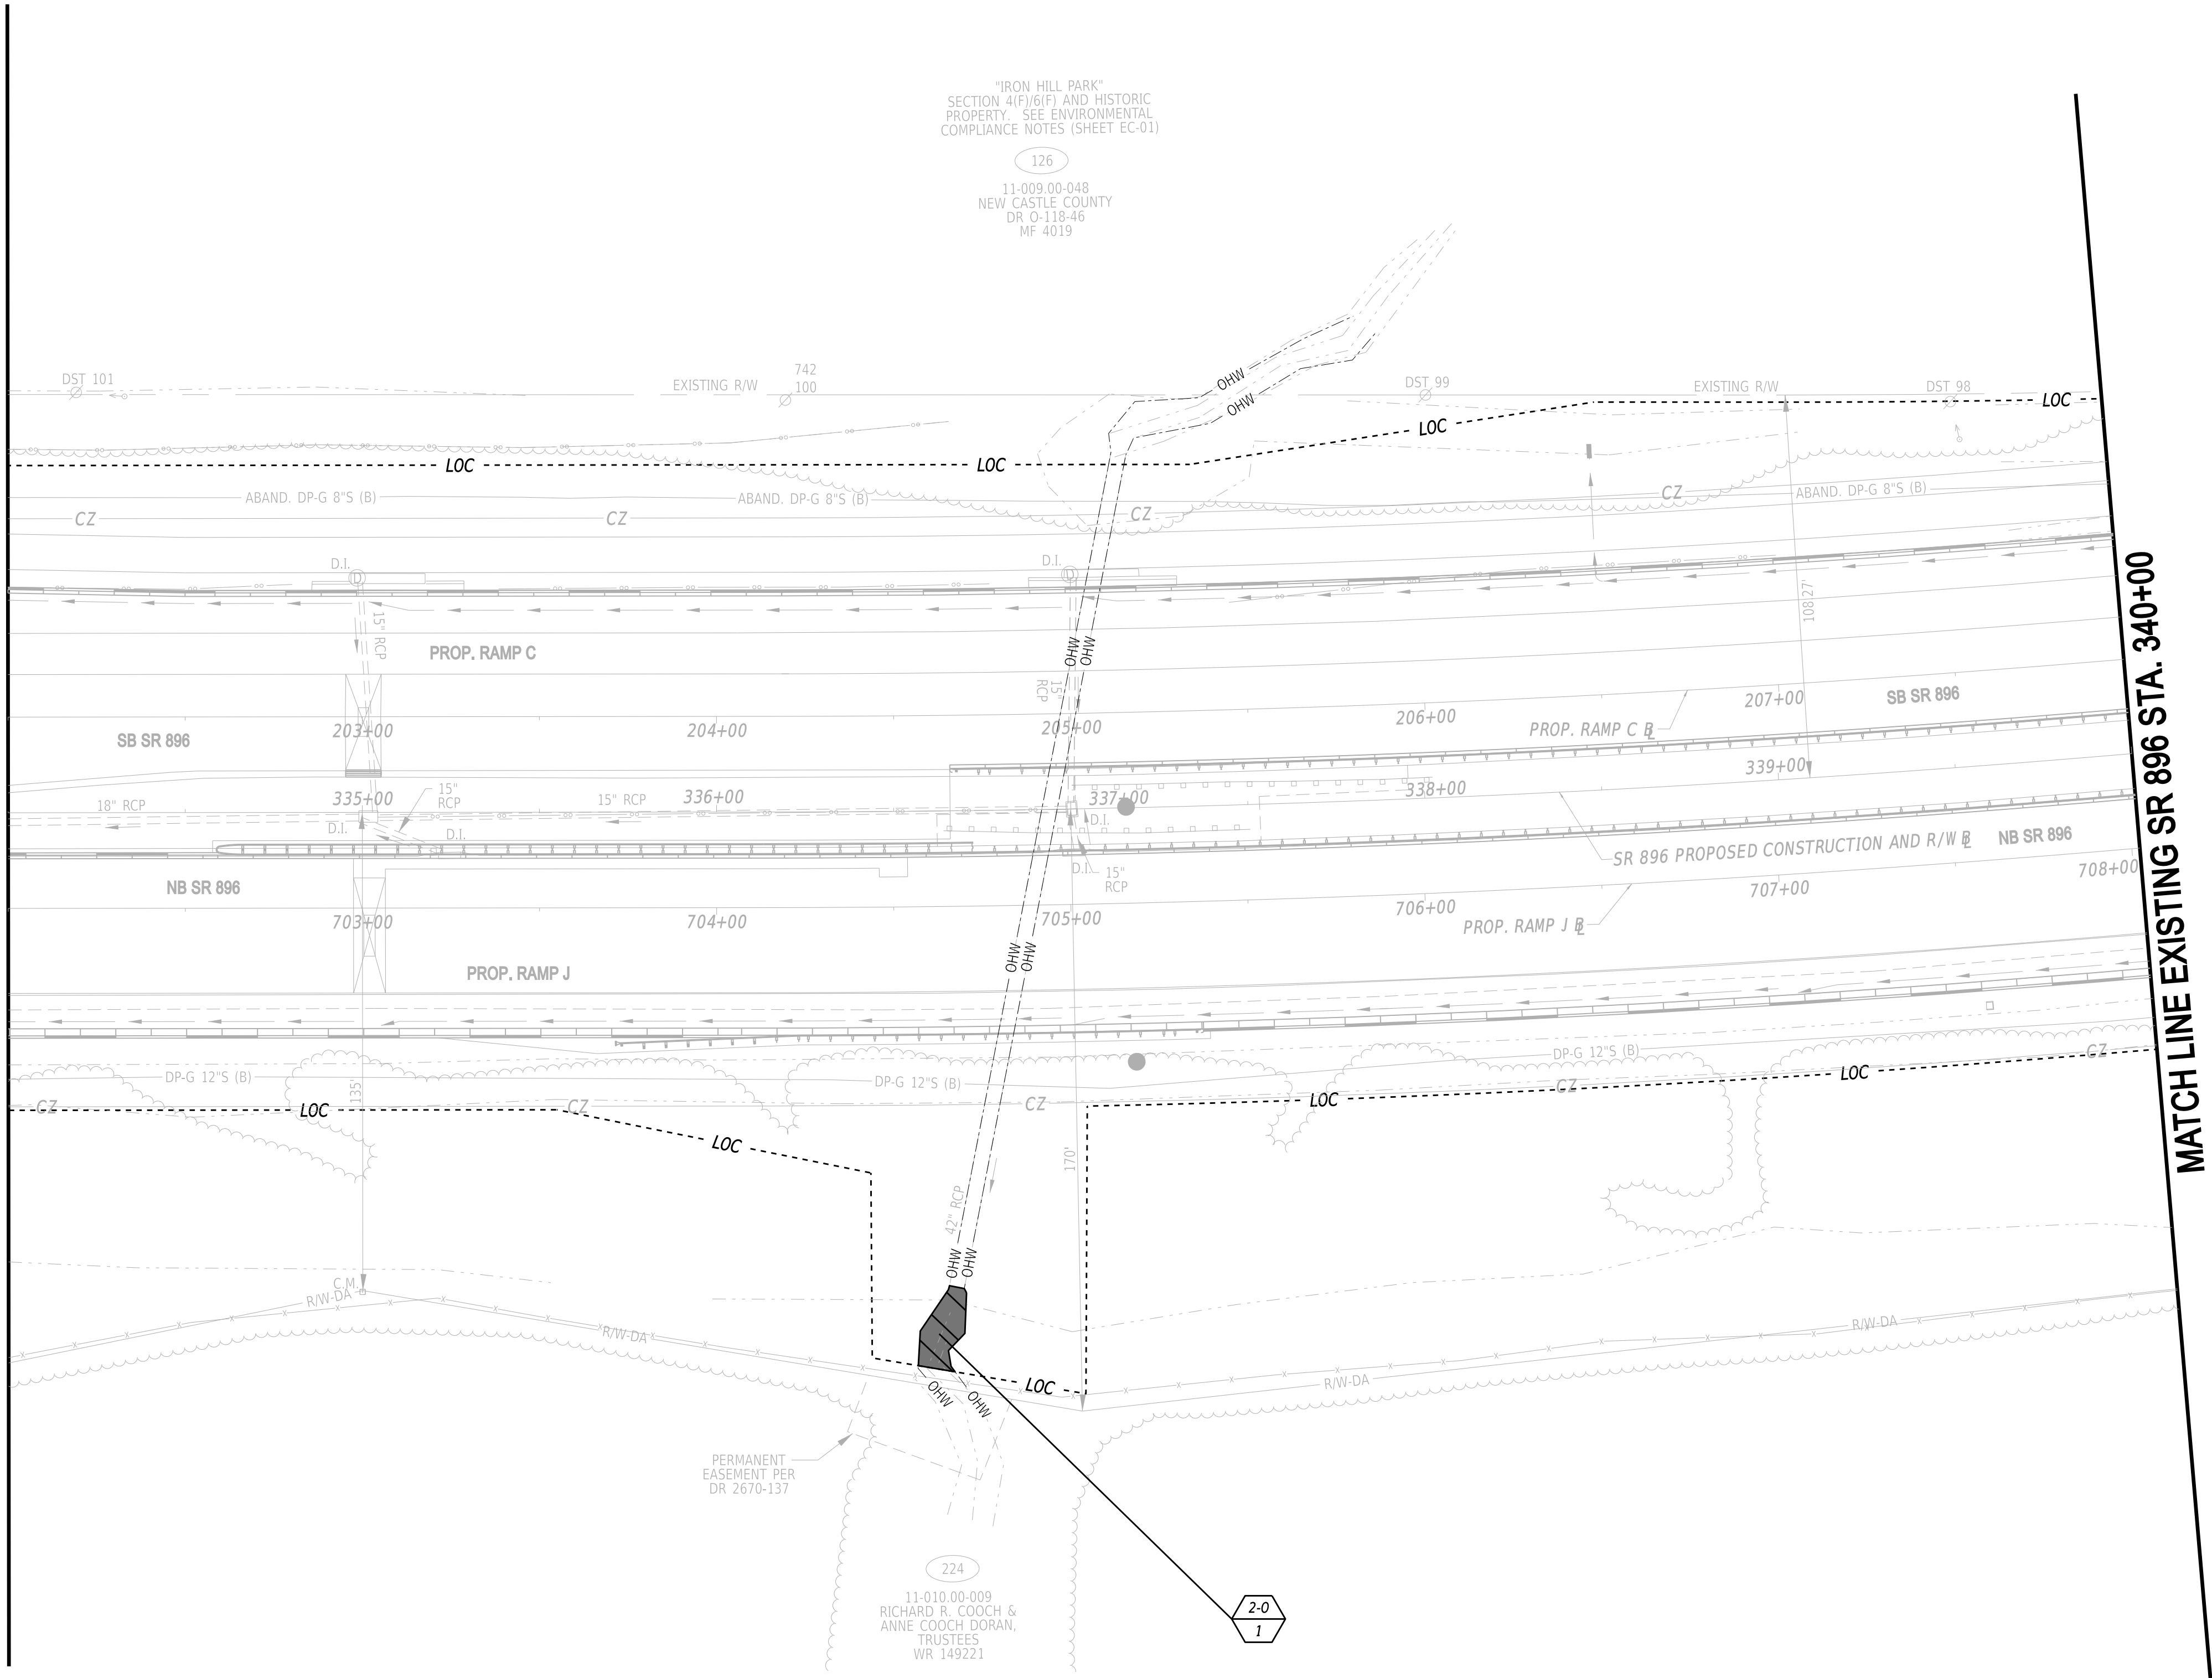 "IRON HILL PARK"
SECTION 4(F)/6(F) AND HISTORIC
PROPERTY. SEE ENVIRONMENTAL
COMPLIANCE NOTES (SHEET EC-01)
126
11-009.00-048
NEW CASTLE COUNTY
DR O-118-46
MF 4019
DST 101
EXISTING R/W
742
100
OHW
OHW
DST 99
EXISTING R/W
DST 98
LOC
LOC
LOC
LOC
ABAND. DP-G 8"S (B)
ABAND. DP-G 8"S (B)
ABAND. DP-G 8"S (B)
CZ
CZ
CZ
CZ
D.I.
D
D.I.
D
15" RCP
PROP. RAMP C
OHW
OHW
108.27'
15"
RCP
SB SR 896
203+00
204+00
205+00
206+00
207+00
SB SR 896
PROP. RAMP C BL
18" RCP
335+00
15"
RCP
15" RCP
336+00
337+00
338+00
339+00
D.I.
D.I.
D.I.
D.I.
15"
RCP
SR 896 PROPOSED CONSTRUCTION AND R/W BL
NB SR 896
NB SR 896
703+00
704+00
705+00
706+00
707+00
708+00
PROP. RAMP J BL
OHW
OHW
PROP. RAMP J
MATCH LINE EXISTING SR 896 STA. 340+00
DP-G 12"S (B)
DP-G 12"S (B)
DP-G 12"S (B)
CZ
CZ
CZ
CZ
CZ
LOC
LOC
LOC
LOC
135'
170'
42" RCP
OHW
OHW
C.M.
R/W-DA
R/W-DA
R/W-DA
R/W-DA
LOC
OHW
OHW
PERMANENT
EASEMENT PER
DR 2670-137
224
11-010.00-009
RICHARD R. COOCH &
ANNE COOCH DORAN,
TRUSTEES
WR 149221
2-O
1